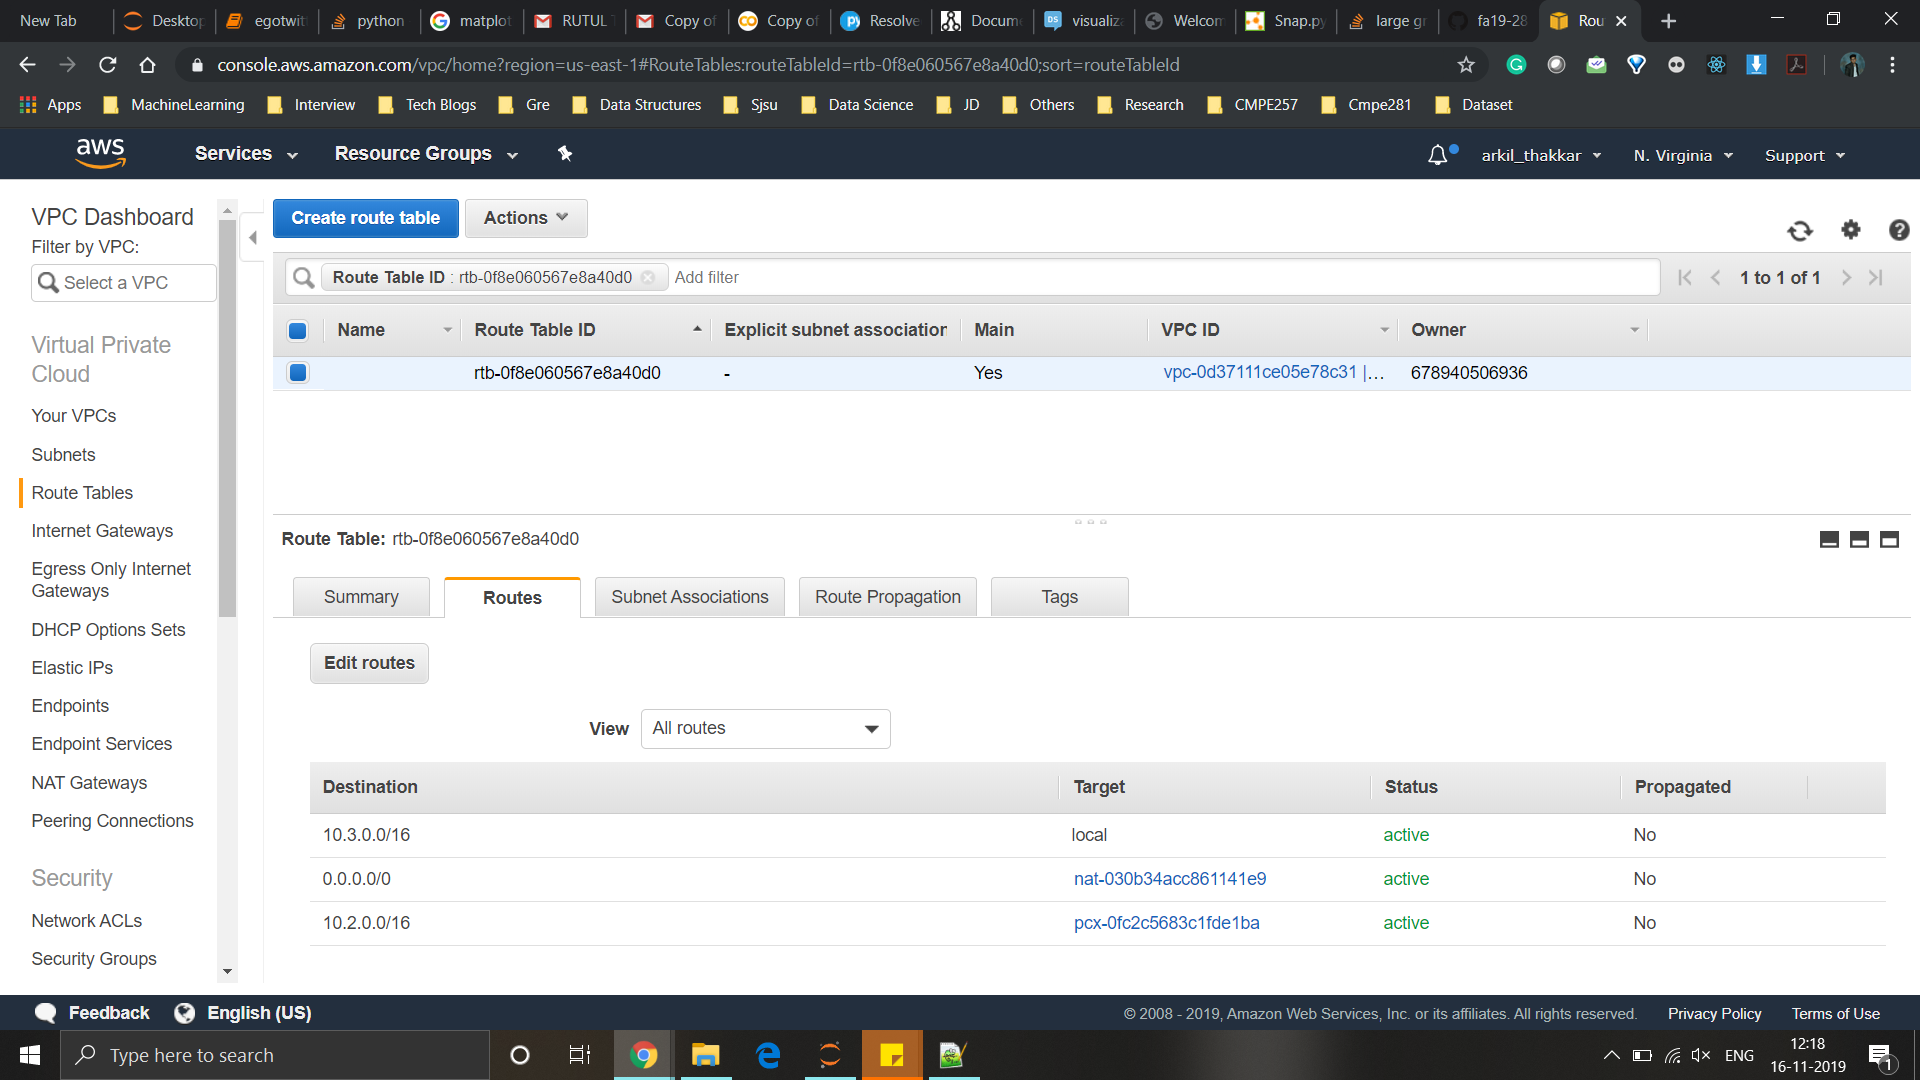 New Tab
Desktop
egotwit
python
matplot
RUTUL
Copy of
Copy of
Resolve
Docum
visualiz
Welcom
Snap.py
large gr
fa19-28
Rou
console.aws.amazon.com/vpc/home?region=us-east-1#RouteTables:routeTableId=rtb-0f8e060567e8a40d0;sort=routeTableId
Apps MachineLearning Interview Tech Blogs Gre Data Structures Sjsu Data Science JD Others Research CMPE257 Cmpe281 Dataset
aws Services Resource Groups arkil_thakkar N. Virginia Support
VPC Dashboard
Filter by VPC:
Select a VPC
Virtual Private
Cloud
Your VPCs
Subnets
Route Tables
Internet Gateways
Egress Only Internet
Gateways
DHCP Options Sets
Elastic IPs
Endpoints
Endpoint Services
NAT Gateways
Peering Connections
Security
Network ACLs
Security Groups
Create route table Actions
Route Table ID : rtb-0f8e060567e8a40d0 Add filter 1 to 1 of 1
Name Route Table ID Explicit subnet association Main VPC ID Owner
rtb-0f8e060567e8a40d0 - Yes vpc-0d37111ce05e78c31 |... 678940506936
Route Table: rtb-0f8e060567e8a40d0
Summary Routes Subnet Associations Route Propagation Tags
Edit routes
View All routes
Destination Target Status Propagated
10.3.0.0/16 local active No
0.0.0.0/0 nat-030b34acc861141e9 active No
10.2.0.0/16 pcx-0fc2c5683c1fde1ba active No
Feedback English (US) © 2008 - 2019, Amazon Web Services, Inc. or its affiliates. All rights reserved. Privacy Policy Terms of Use
Type here to search
ENG
12:18
16-11-2019
1